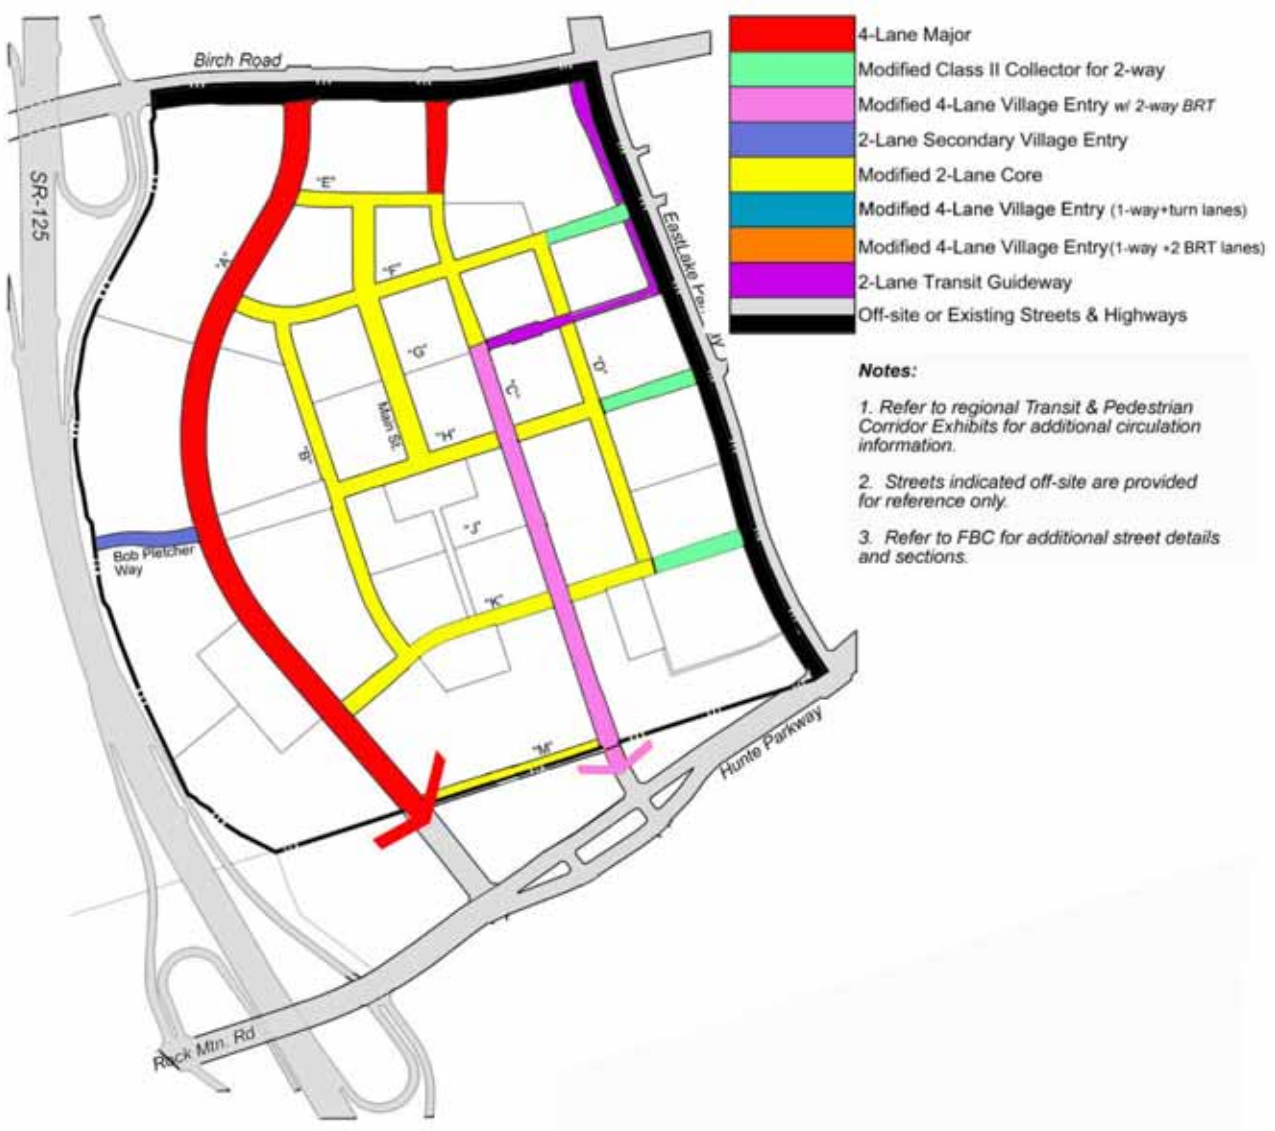 Birch Road
4-Lane Major
Modified Class II Collector for 2-way
Modified 4-Lane Village Entry w/ 2-way BRT
2-Lane Secondary Village Entry
Modified 2-Lane Core
Modified 4-Lane Village Entry (1-way+turn lanes)
Modified 4-Lane Village Entry(1-way +2 BRT lanes)
2-Lane Transit Guideway
Off-site or Existing Streets & Highways
SR-125
"E"
"A"
"F"
EastLake
"G"
"C"
"D"
Main St.
"H"
"B"
"J"
Bob Pletcher
Way
"K"
"M"
Hunte Parkway
Rock Mtn. Rd
Notes:
1. Refer to regional Transit & Pedestrian
Corridor Exhibits for additional circulation
information.
2. Streets indicated off-site are provided
for reference only.
3. Refer to FBC for additional street details
and sections.